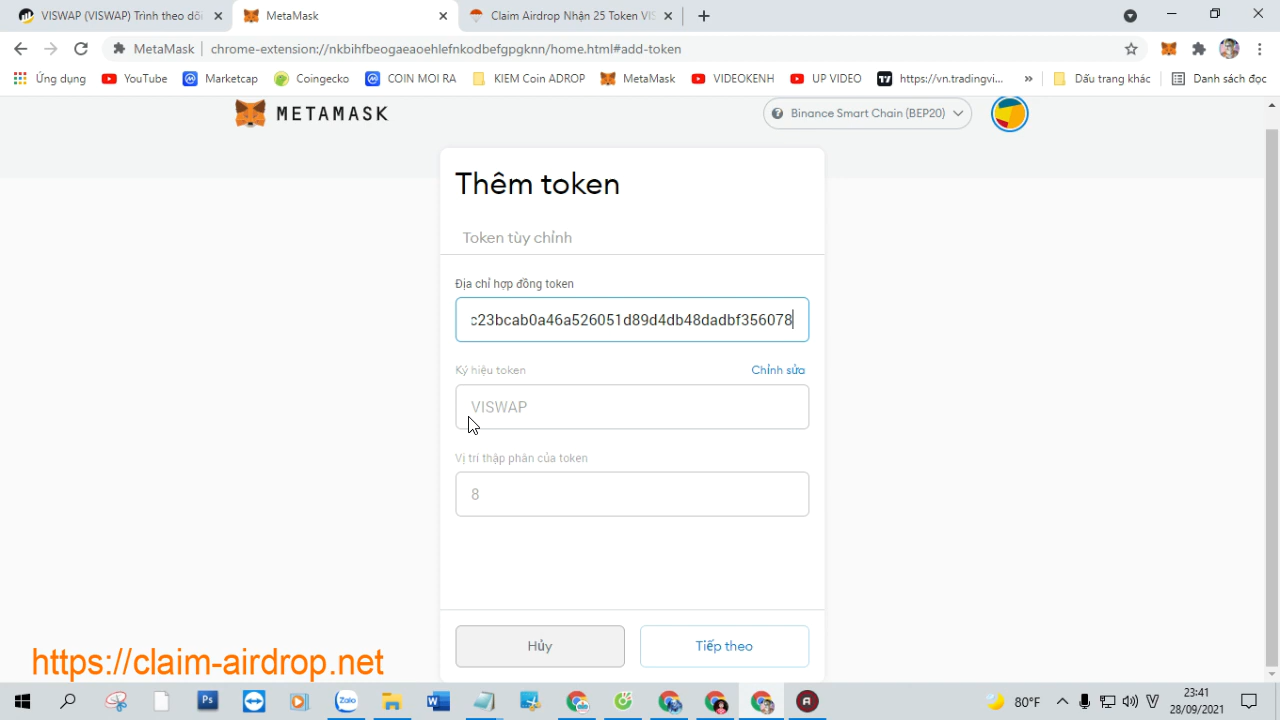 VISWAP (VISWAP) Trình theo dõi
MetaMask
Claim Airdrop Nhận 25 Token VIS
MetaMask
chrome-extension://nkbihfbeogaeaoehlefnkodbefgpgknn/home.html#add-token
Ứng dụng
YouTube
Marketcap
Coingecko
COIN MOI RA
KIEM Coin ADROP
MetaMask
VIDEOKENH
UP VIDEO
https://vn.tradingvi...
»
Dấu trang khác
Danh sách đọc
METAMASK
Binance Smart Chain (BEP20)
Thêm token
Token tùy chỉnh
Địa chỉ hợp đồng token
c23bcab0a46a526051d89d4db48dadbf356078
Ký hiệu token
Chỉnh sửa
VISWAP
Vị trí thập phân của token
8
Hủy
Tiếp theo
https://claim-airdrop.net
80°F
23:41
28/09/2021